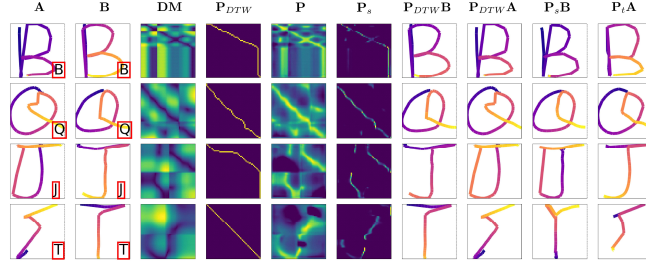 A B DM P_DTW P P_s P_DTW B P_DTW A P_s B P_t A
B B
Q Q
J J
T T